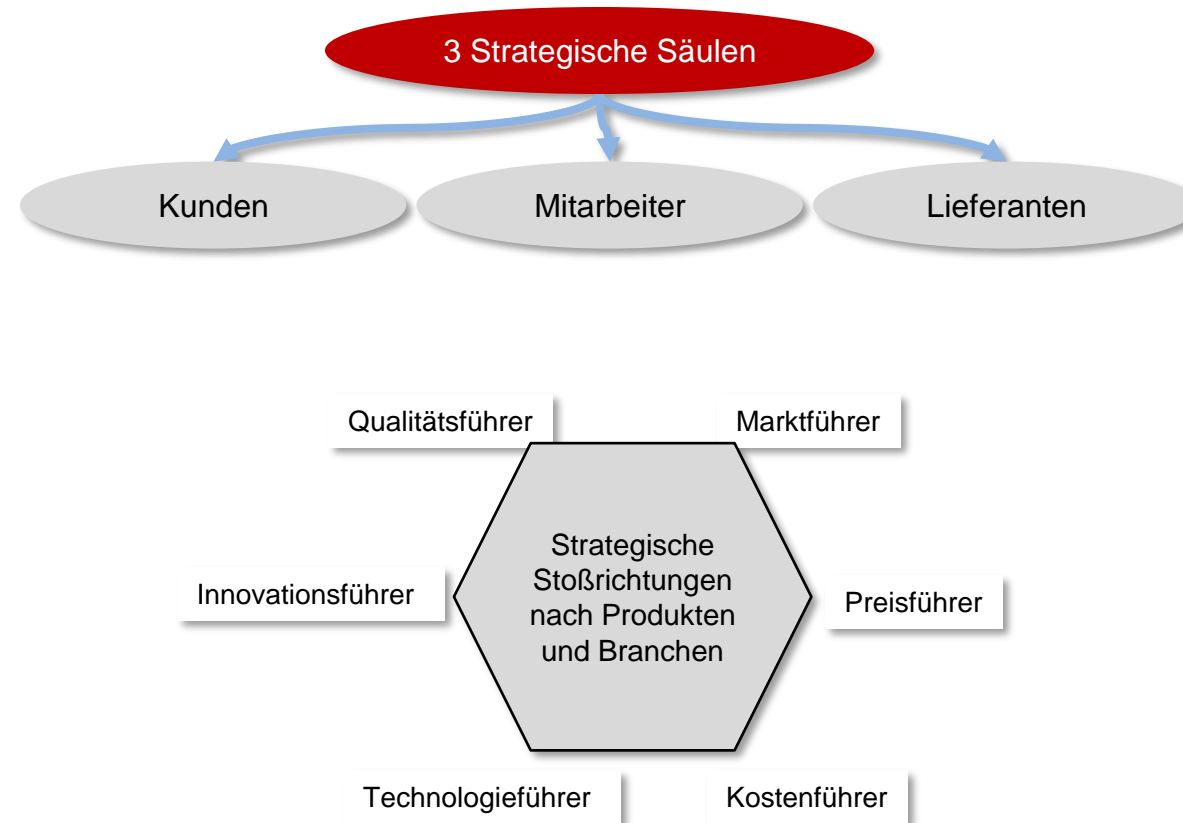 3 Strategische Säulen
Kunden
Mitarbeiter
Lieferanten
Qualitätsführer
Marktführer
Strategische
Stoßrichtungen
nach Produkten
und Branchen
Innovationsführer
Preisführer
Technologieführer
Kostenführer